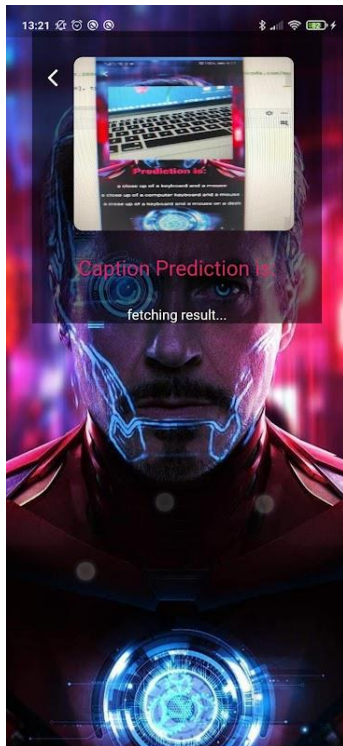 13:21
82
Prediction is:
a close up of a keyboard and a mouse
a close up of a computer keyboard and a mouse
a close up of a keyboard and a mouse on a desk
Caption Prediction is:
fetching result...